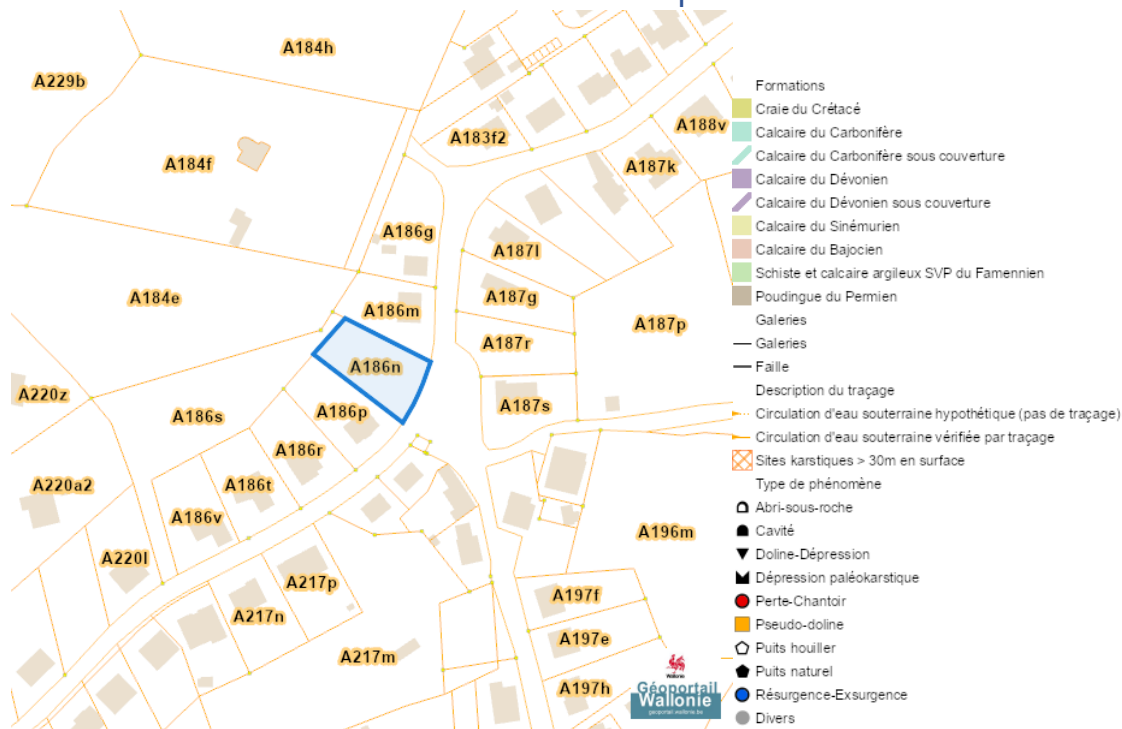 A184h
A229b
A183f2
A188v
A184f
A187k
A186g
A187l
A184e
A187g
A186m
A187p
A187r
A186n
A220z
A187s
A186s
A186p
A186r
A220a2
A186t
A186v
A196m
A220l
A217p
A197f
A217n
A197e
A217m
A197h
Wallonie
Géoportail
Wallonie
geoportail.wallonie.be
Formations
Craie du Crétacé
Calcaire du Carbonifère
Calcaire du Carbonifère sous couverture
Calcaire du Dévonien
Calcaire du Dévonien sous couverture
Calcaire du Sinémurien
Calcaire du Bajocien
Schiste et calcaire argileux SVP du Famennien
Poudingue du Permien
Galeries
Galeries
Faille
Description du traçage
Circulation d'eau souterraine hypothétique (pas de traçage)
Circulation d'eau souterraine vérifiée par traçage
Sites karstiques > 30m en surface
Type de phénomène
Abri-sous-roche
Cavité
Doline-Dépression
Dépression paléokarstique
Perte-Chantoir
Pseudo-doline
Puits houiller
Puits naturel
Résurgence-Exsurgence
Divers